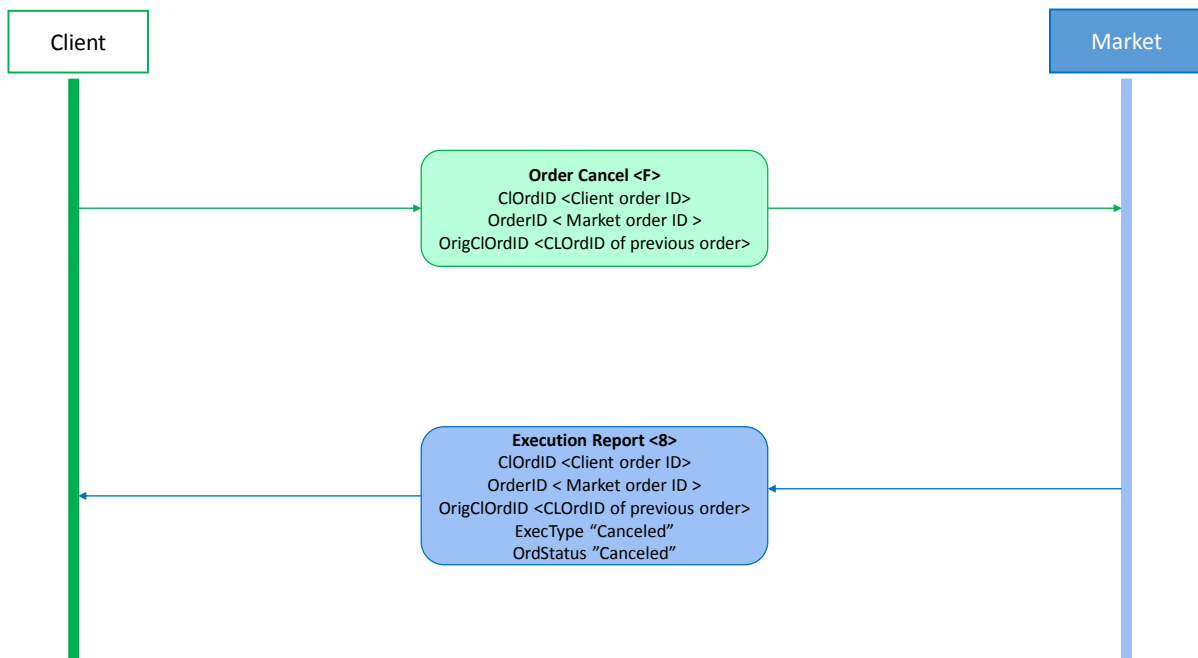 Client
Market
Order Cancel <F>
ClOrdID <Client order ID>
OrderID < Market order ID >
OrigClOrdID <CLOrdID of previous order>
Execution Report <8>
ClOrdID <Client order ID>
OrderID < Market order ID >
OrigClOrdID <CLOrdID of previous order>
ExecType “Canceled”
OrdStatus ”Canceled”